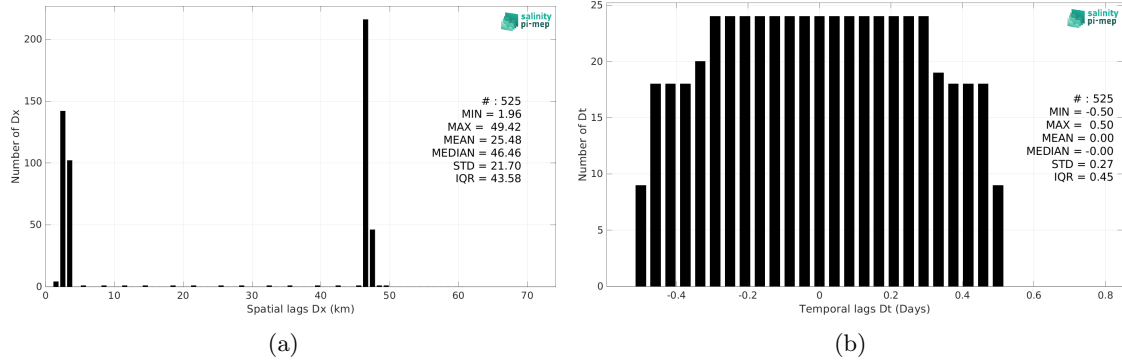 salinity
pi-mep
200
150
100
50
0
Number of Dx
# : 525
MIN = 1.96
MAX = 49.42
MEAN = 25.48
MEDIAN = 46.46
STD = 21.70
IQR = 43.58
0 10 20 30 40 50 60 70
Spatial lags Dx (km)
(a)
salinity
pi-mep
25
20
15
10
5
0
Number of Dt
# : 525
MIN = -0.50
MAX = 0.50
MEAN = 0.00
MEDIAN = -0.00
STD = 0.27
IQR = 0.45
-0.4 -0.2 0 0.2 0.4 0.6 0.8
Temporal lags Dt (Days)
(b)